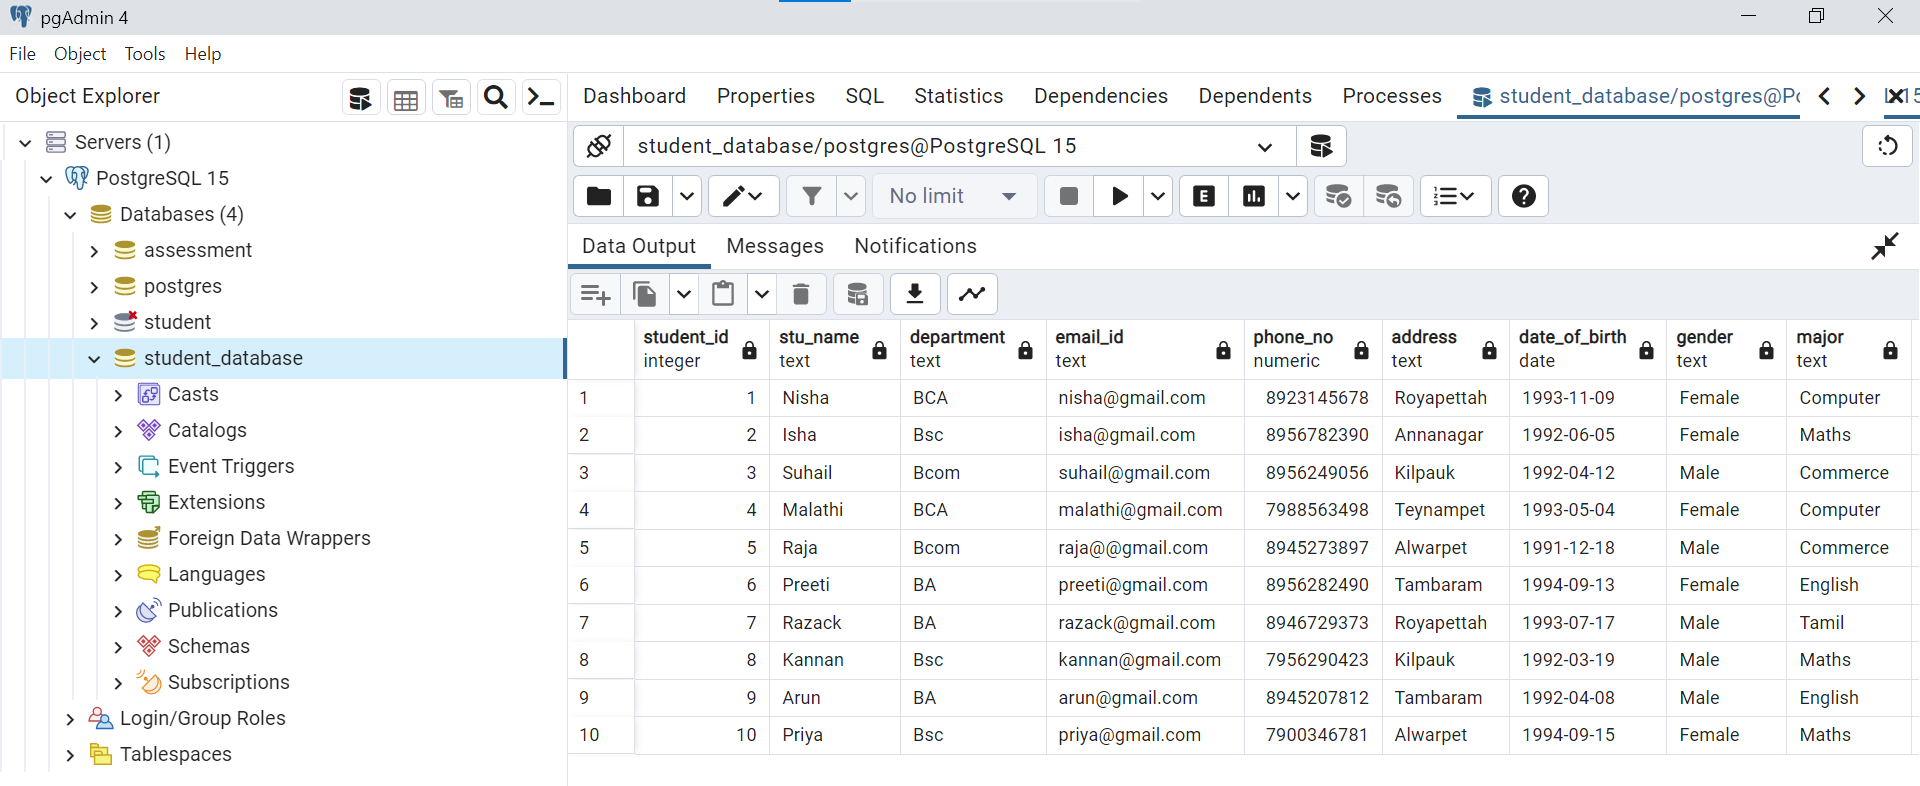 pgAdmin 4
File Object Tools Help
Object Explorer
Dashboard Properties SQL Statistics Dependencies Dependents Processes student_database/postgres@Po 15
Servers (1)
PostgreSQL 15
Databases (4)
assessment
postgres
student
student_database
Casts
Catalogs
Event Triggers
Extensions
Foreign Data Wrappers
Languages
Publications
Schemas
Subscriptions
Login/Group Roles
Tablespaces
student_database/postgres@PostgreSQL 15
No limit
E
Data Output Messages Notifications
student_id stu_name department email_id phone_no address date_of_birth gender major
integer text text text numeric text date text text
1 1 Nisha BCA nisha@gmail.com 8923145678 Royapettah 1993-11-09 Female Computer
2 2 Isha Bsc isha@gmail.com 8956782390 Annanagar 1992-06-05 Female Maths
3 3 Suhail Bcom suhail@gmail.com 8956249056 Kilpauk 1992-04-12 Male Commerce
4 4 Malathi BCA malathi@gmail.com 7988563498 Teynampet 1993-05-04 Female Computer
5 5 Raja Bcom raja@@gmail.com 8945273897 Alwarpet 1991-12-18 Male Commerce
6 6 Preeti BA preeti@gmail.com 8956282490 Tambaram 1994-09-13 Female English
7 7 Razack BA razack@gmail.com 8946729373 Royapettah 1993-07-17 Male Tamil
8 8 Kannan Bsc kannan@gmail.com 7956290423 Kilpauk 1992-03-19 Male Maths
9 9 Arun BA arun@gmail.com 8945207812 Tambaram 1992-04-08 Male English
10 10 Priya Bsc priya@gmail.com 7900346781 Alwarpet 1994-09-15 Female Maths